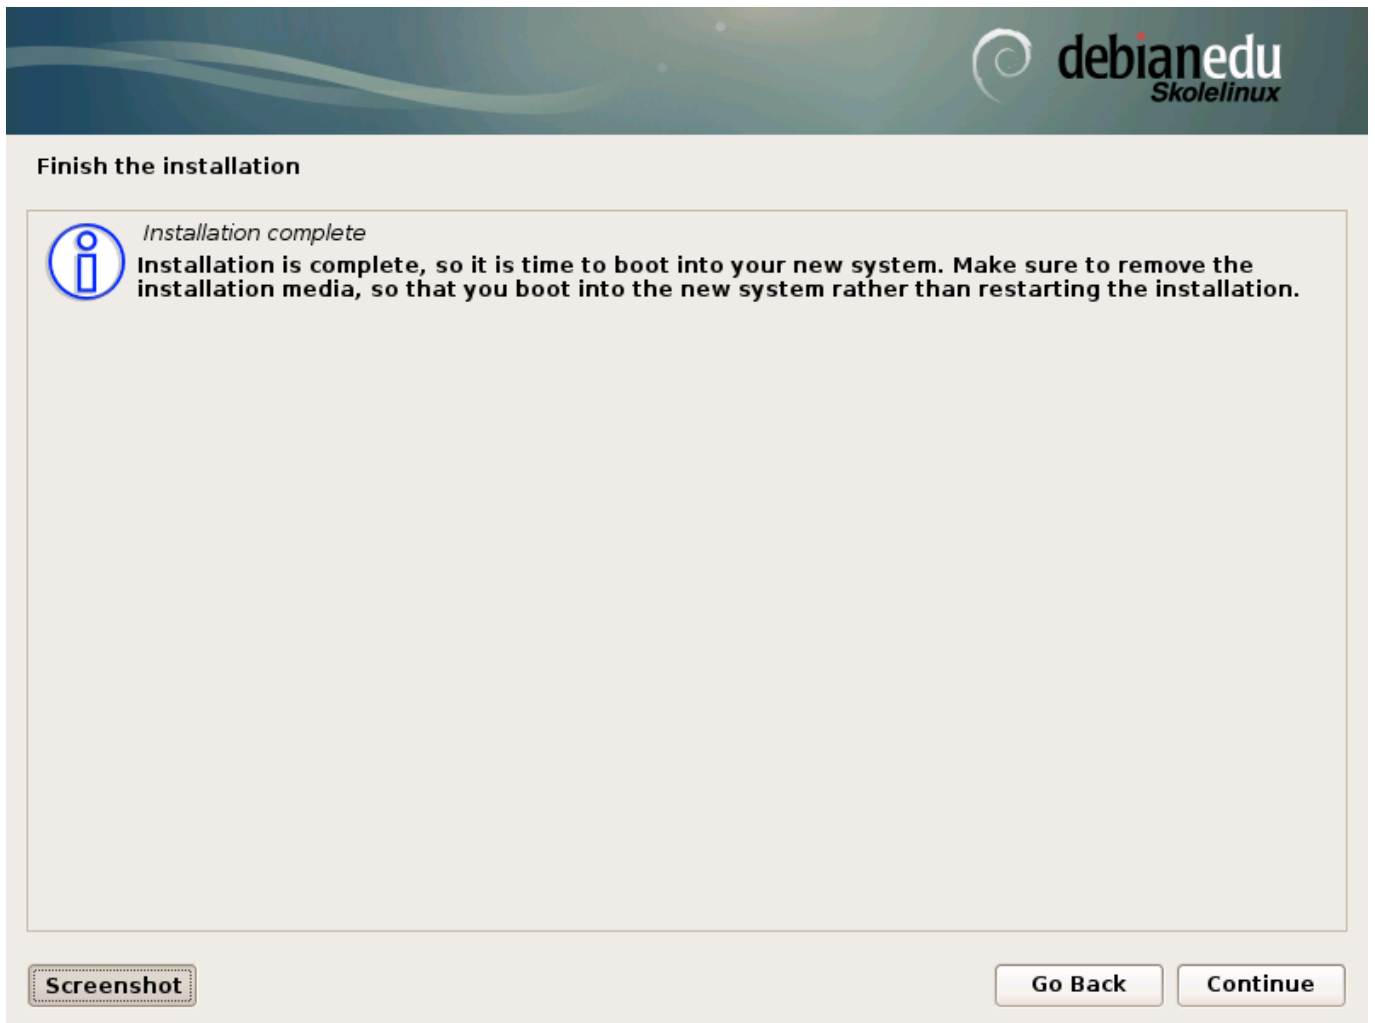 debianedu
Skolelinux
Finish the installation
Installation complete
Installation is complete, so it is time to boot into your new system. Make sure to remove the
installation media, so that you boot into the new system rather than restarting the installation.
Screenshot
Go Back
Continue